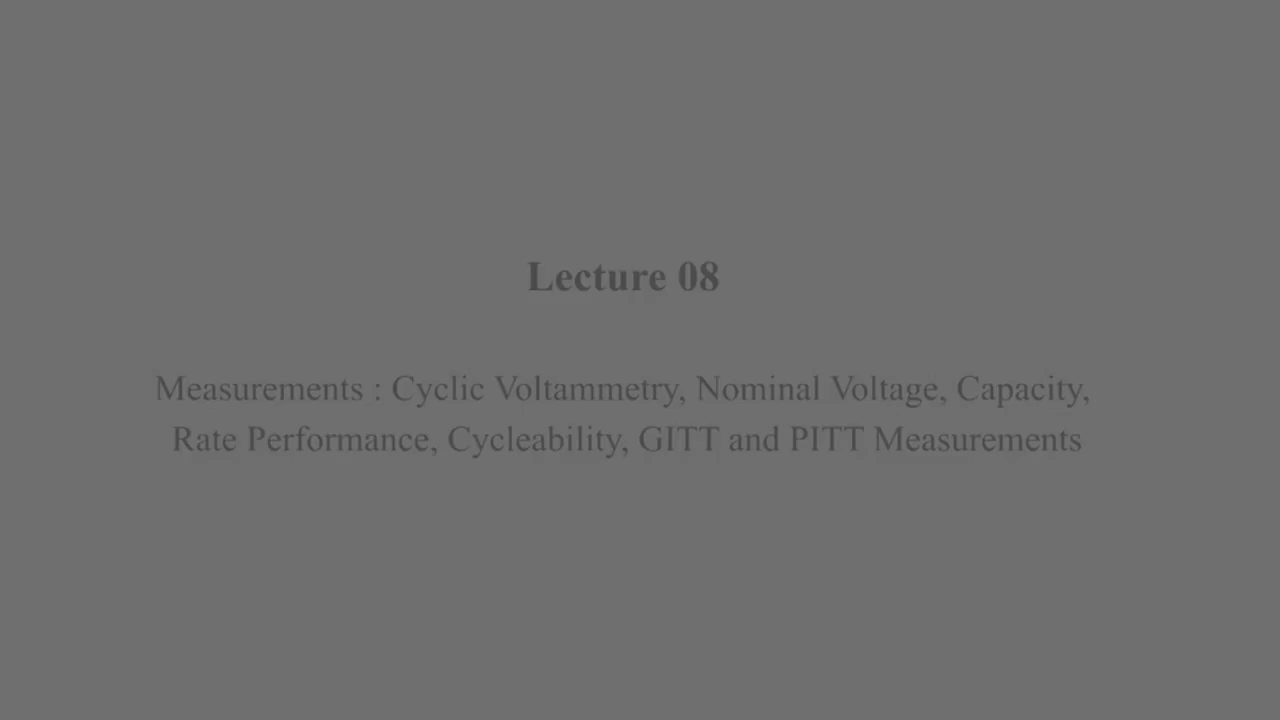 Lecture 08
Measurements : Cyclic Voltammetry, Nominal Voltage, Capacity,
Rate Performance, Cycleability, GITT and PITT Measurements